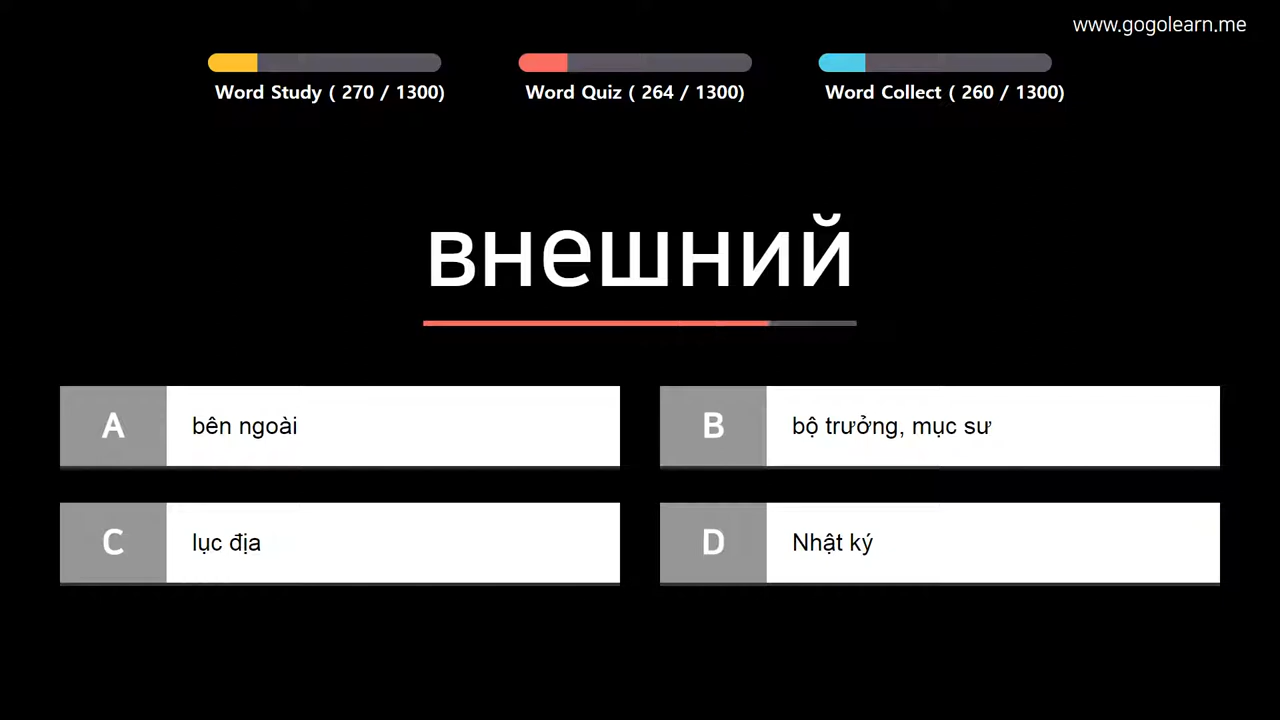 www.gogolearn.me
Word Study ( 270 / 1300)
Word Quiz ( 264 / 1300)
Word Collect ( 260 / 1300)
внешний
A bên ngoài
B bộ trưởng, mục sư
C lục địa
D Nhật ký